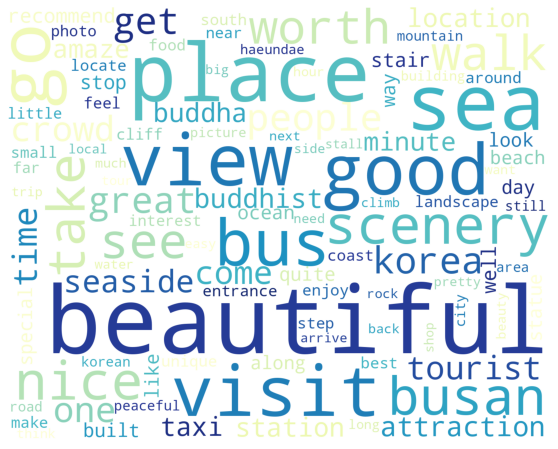 recommend
photo
get
south
near
worth
location
mountain
go
amaze
food
haeundae
stair
walk
locate
stop
place
big
hour
building
way
around
feel
buddha
sea
little
crowd
people
minute
look
small
cliff
picture
next
side
stall
beach
far
local
view
good
much
want
day
trip
take
great
buddhist
climb
landscape
still
interest
ocean
need
time
see
bus
scenery
water
coast
korea
well
area
seaside
come
quite
pretty
special
entrance
enjoy
rock
city
beautiful
step
arrive
back
shop
beauty
korean
unique
along
best
tourist
nice
like
visit
road
one
peaceful
busan
make
built
taxi
station
long
attraction